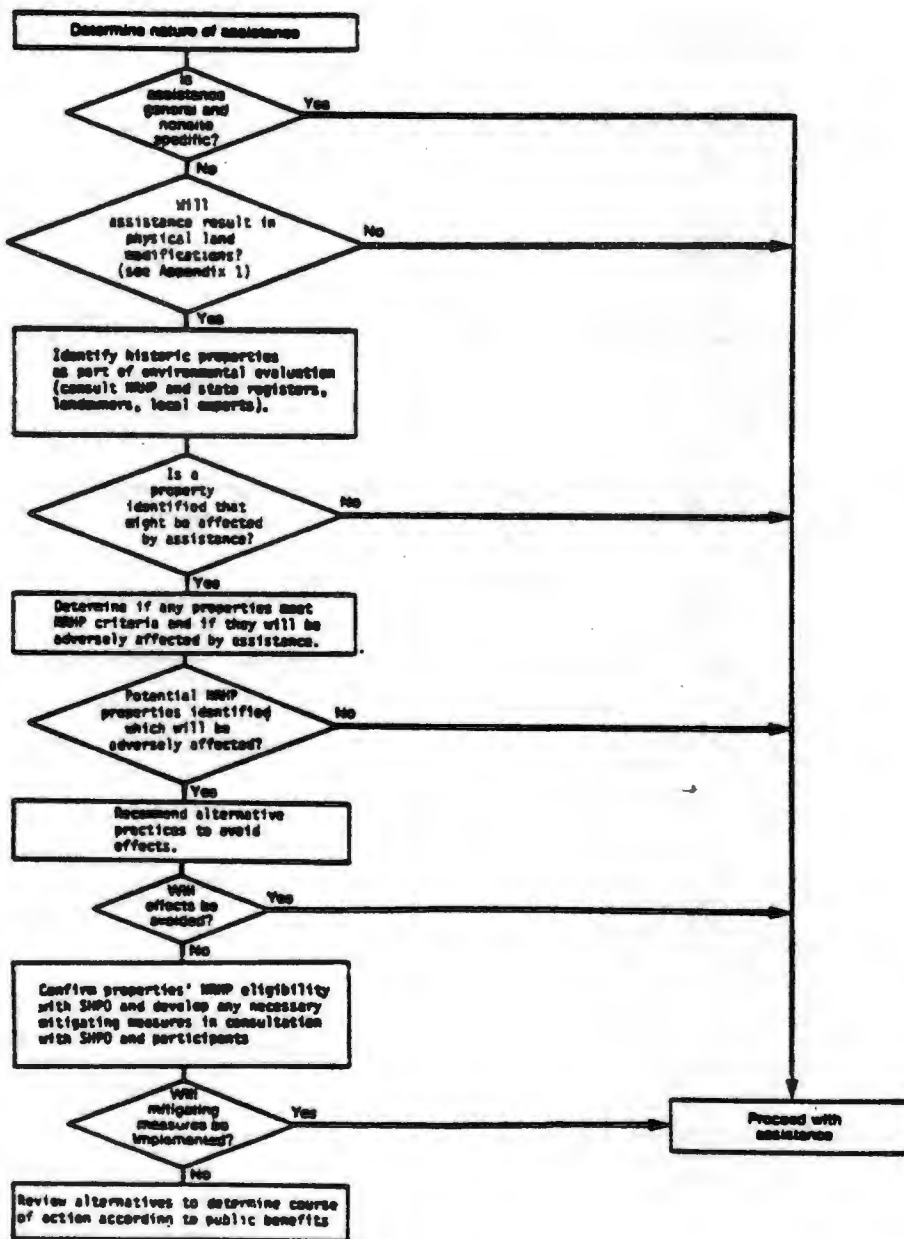 Determine nature of assistance
Is
assistance
general and
nonsite
specific?
Yes
No
Will
assistance result in
physical land
modifications?
(see Appendix 1)
No
Yes
Identify historic properties
as part of environmental evaluation
(consult NRHP and state registers,
landowners, local experts).
Is a
property
identified that
might be affected
by assistance?
No
Yes
Determine if any properties meet
NRHP criteria and if they will be
adversely affected by assistance.
Potential NRHP
properties identified
which will be
adversely affected?
No
Yes
Recommend alternative
practices to avoid
effects.
Will
effects be
avoided?
Yes
No
Confirm properties' NRHP eligibility
with SHPO and develop any necessary
mitigating measures in consultation
with SHPO and participants
Will
mitigating
measures be
implemented?
Yes
Proceed with
assistance
No
Review alternatives to determine course
of action according to public benefits